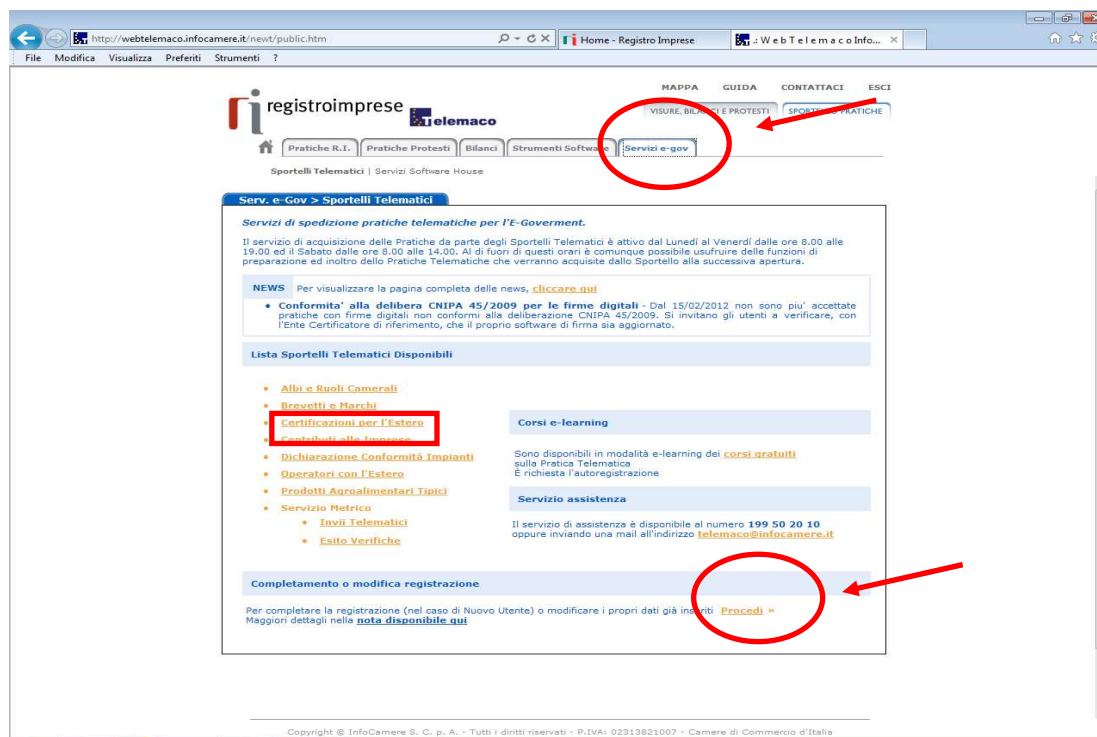 http://webtelemaco.infocamere.it/newt/public.htm
Home - Registro Imprese
.: W e b T e l e m a c o Info...
File Modifica Visualizza Preferiti Strumenti ?
MAPPA GUIDA CONTATTACI ESCI
registroimprese
elemaco
VISURE, BILANCI E PROTESTI
SPORTELLO PRATICHE
Pratiche R.I. Pratiche Protesti Bilanci Strumenti Software Servizi e-gov
Sportelli Telematici | Servizi Software House
Serv. e-Gov > Sportelli Telematici
Servizi di spedizione pratiche telematiche per l'E-Goverment.
Il servizio di acquisizione delle Pratiche da parte degli Sportelli Telematici è attivo dal Lunedí al Venerdí dalle ore 8.00 alle
19.00 ed il Sabato dalle ore 8.00 alle 14.00. Al di fuori di questi orari è comunque possibile usufruire delle funzioni di
preparazione ed inoltro dello Pratiche Telematiche che verranno acquisite dallo Sportello alla successiva apertura.
NEWS Per visualizzare la pagina completa delle news, cliccare qui
• Conformita' alla delibera CNIPA 45/2009 per le firme digitali - Dal 15/02/2012 non sono piu' accettate
pratiche con firme digitali non conformi alla deliberazione CNIPA 45/2009. Si invitano gli utenti a verificare, con
l'Ente Certificatore di riferimento, che il proprio software di firma sia aggiornato.
Lista Sportelli Telematici Disponibili
• Albi e Ruoli Camerali
• Brevetti e Marchi
• Certificazioni per l'Estero
• Contributi alle Imprese
• Dichiarazione Conformitá Impianti
• Operatori con l'Estero
• Prodotti Agroalimentari Tipici
• Servizio Metrico
• Invii Telematici
• Esito Verifiche
Corsi e-learning
Sono disponibili in modalità e-learning dei corsi gratuiti
sulla Pratica Telematica
È richiesta l'autoregistrazione
Servizio assistenza
Il servizio di assistenza è disponibile al numero 199 50 20 10
oppure inviando una mail all'indirizzo telemaco@infocamere.it
Completamento o modifica registrazione
Per completare la registrazione (nel caso di Nuovo Utente) o modificare i propri dati già inseriti Procedi »
Maggiori dettagli nella nota disponibile qui
Copyright © InfoCamere S. C. p. A. - Tutti i diritti riservati - P.IVA: 02313821007 - Camere di Commercio d'Italia